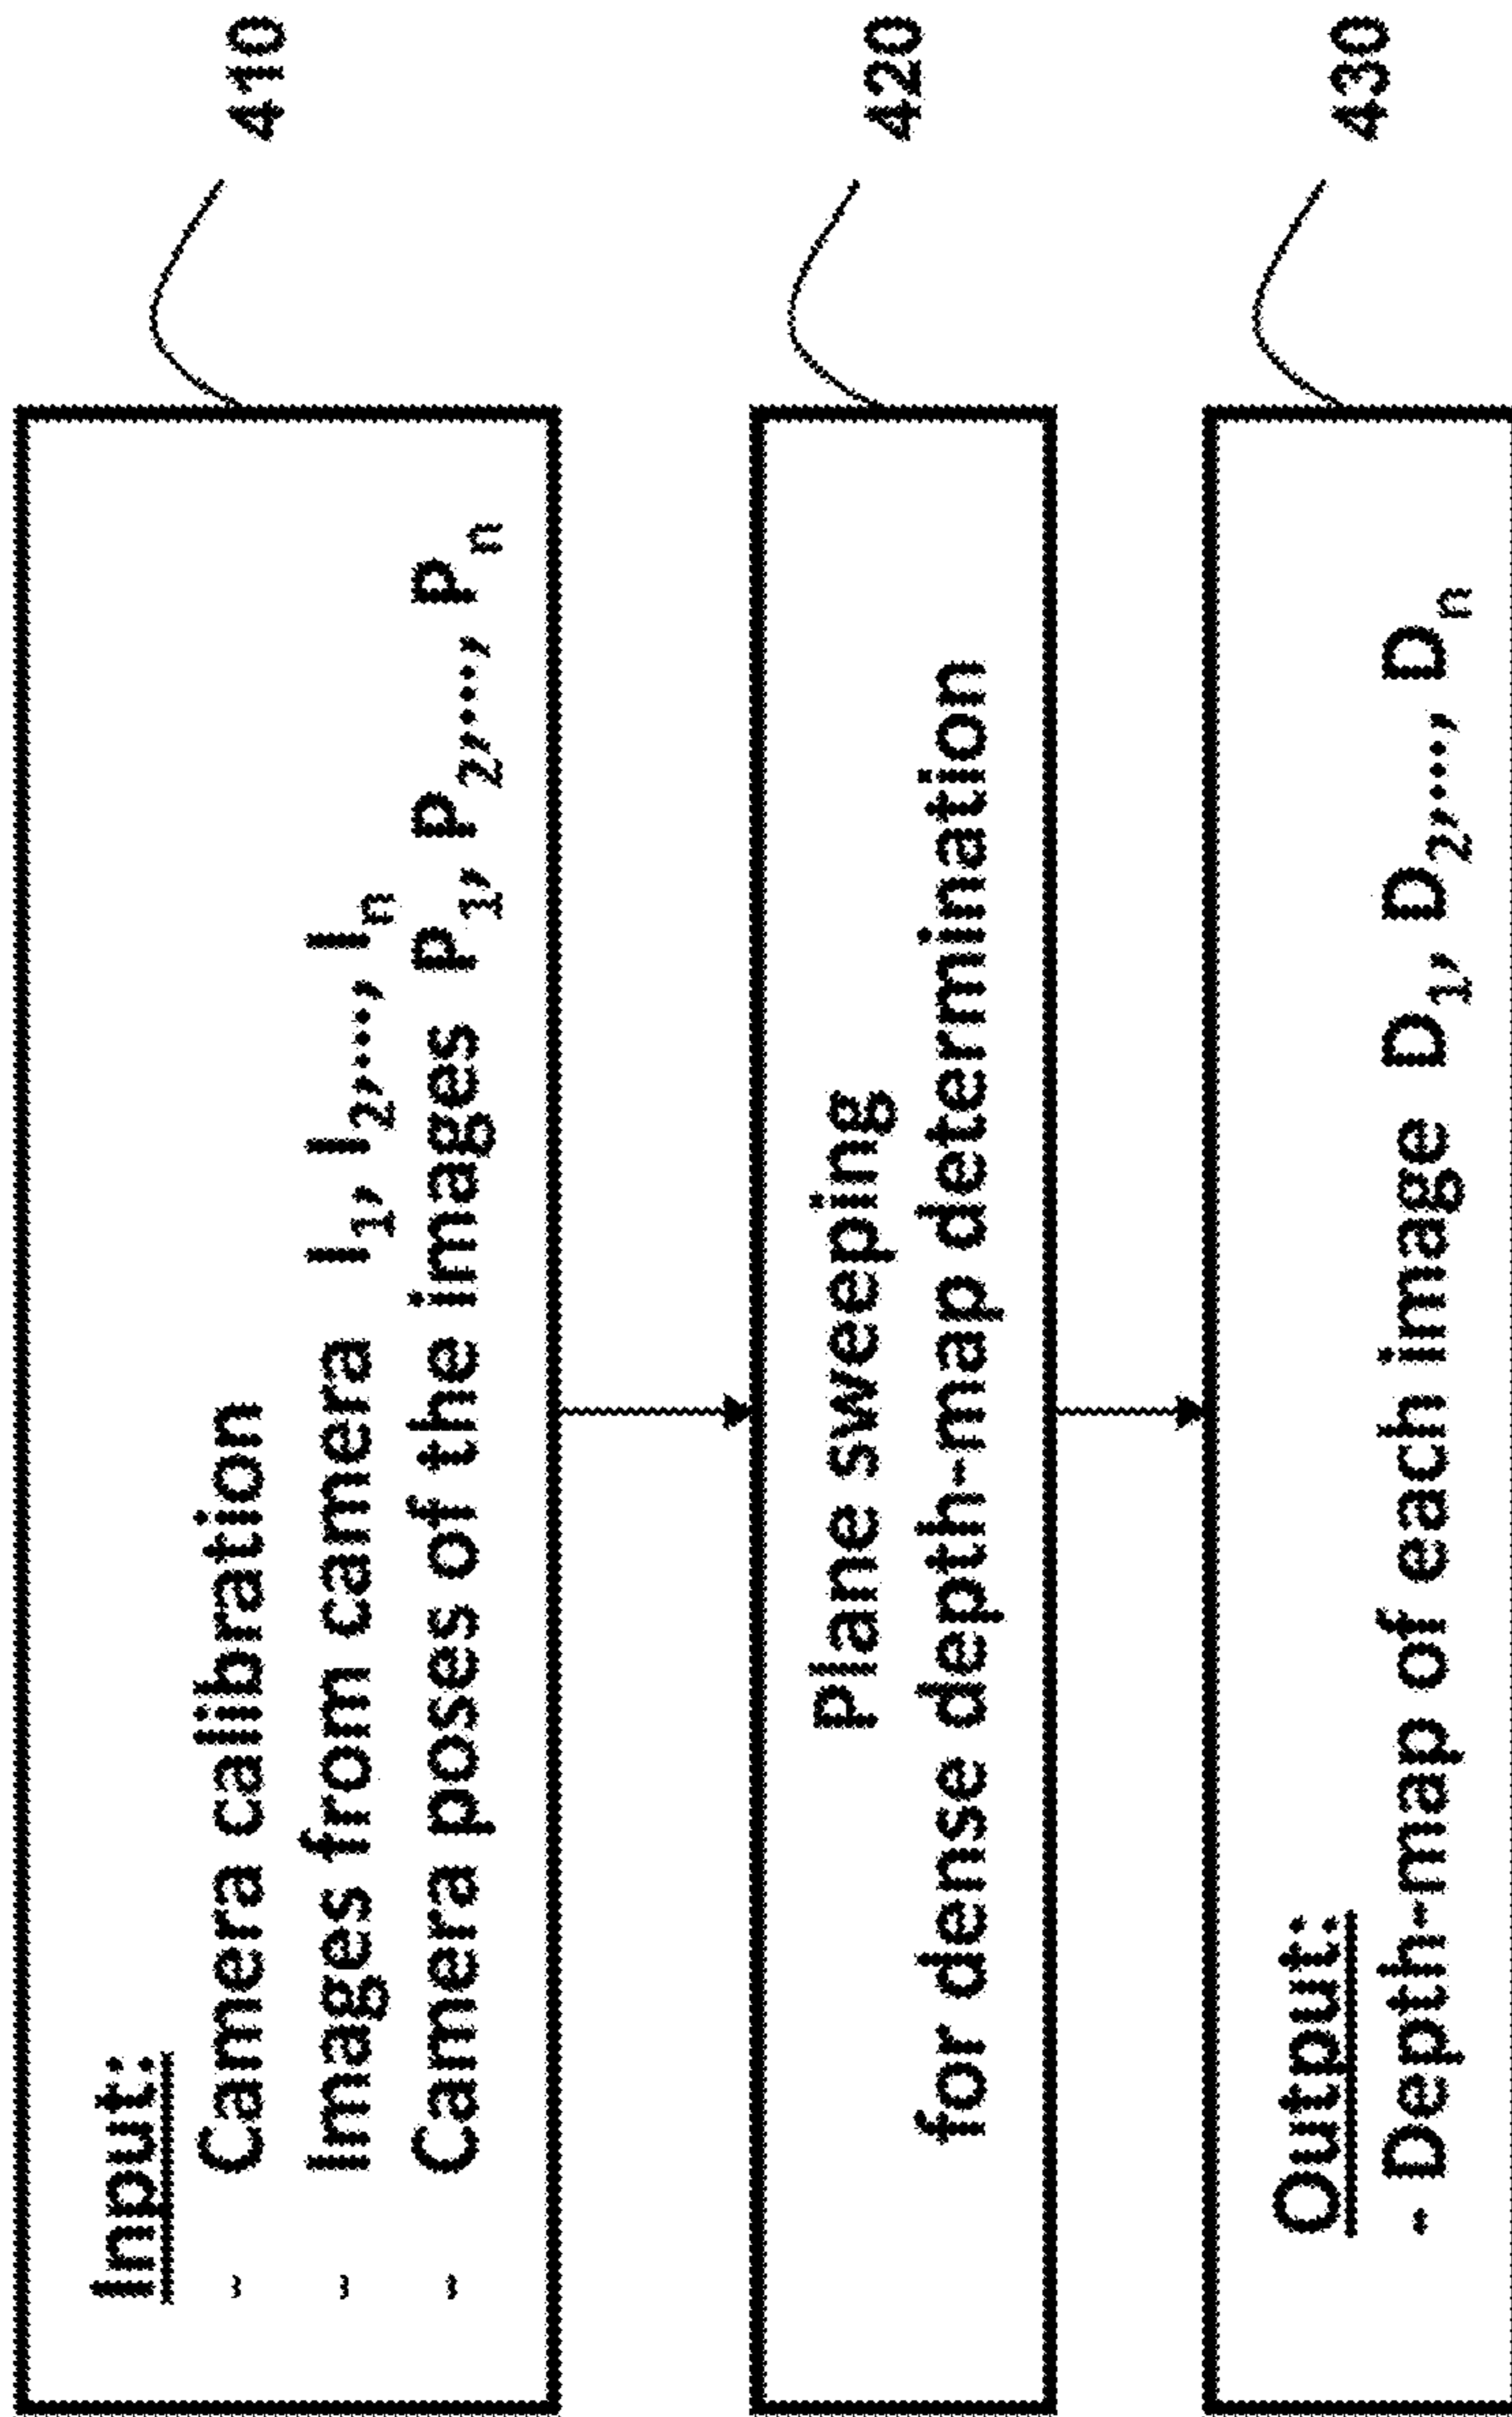 410
Input:
- Camera calibration
- Images from camera I₁, I₂,..., Iₙ
- Camera poses of the images P₁, P₂,..., Pₙ
420
Plane sweeping
for dense depth-map determination
430
Output:
- Depth-map of each image D₁, D₂,..., Dₙ